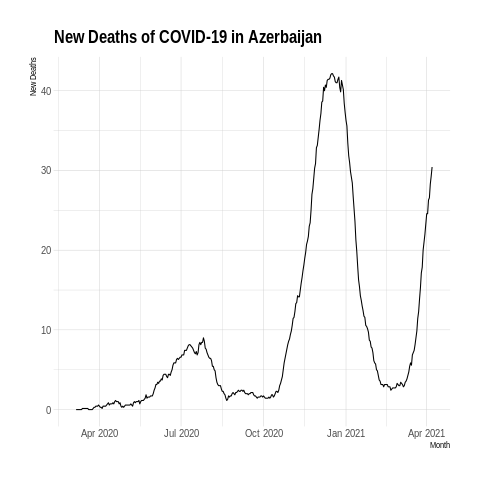 New Deaths of COVID-19 in Azerbaijan
New Deaths
40
30
20
10
0
Apr 2020 Jul 2020 Oct 2020 Jan 2021 Apr 2021
Month